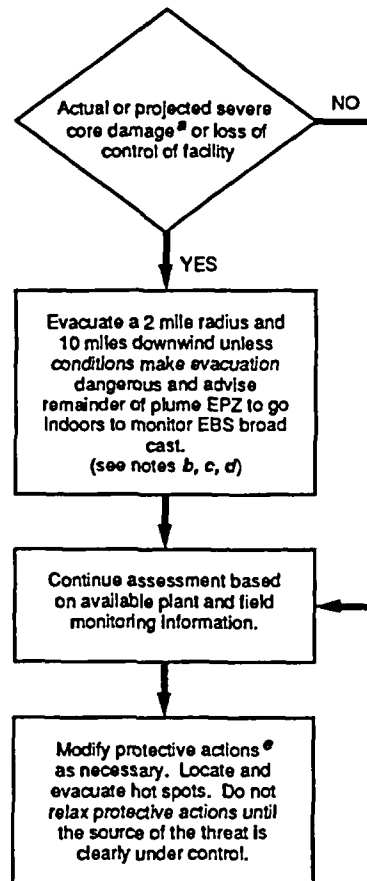 Actual or projected severe
core damage a or loss of
control of facility
NO
YES
Evacuate a 2 mile radius and
10 miles downwind unless
conditions make evacuation
dangerous and advise
remainder of plume EPZ to go
indoors to monitor EBS broad
cast.
(see notes b, c, d)
Continue assessment based
on available plant and field
monitoring information.
Modify protective actions e
as necessary. Locate and
evacuate hot spots. Do not
relax protective actions until
the source of the threat is
clearly under control.